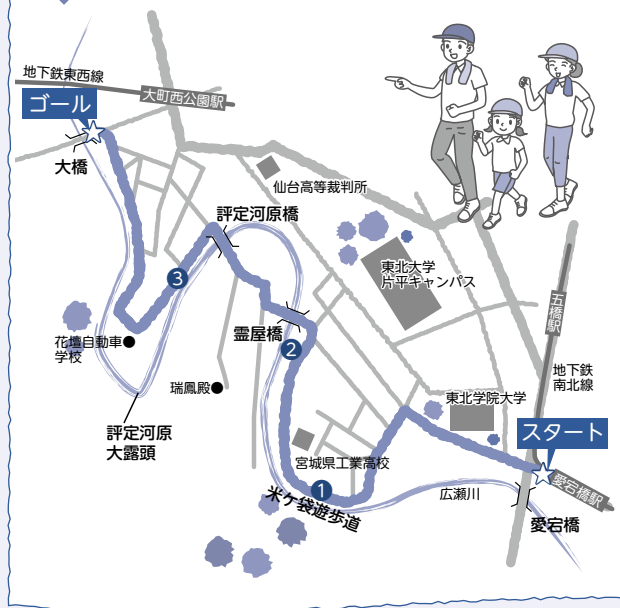 地下鉄東西線
大町西公園駅
ゴール
大橋
仙台高等裁判所
評定河原橋
東北大学
片平キャンパス
五橋駅
3
霊屋橋
2
花壇自動車
学校
瑞鳳殿
地下鉄
南北線
東北学院大学
評定河原
大露頭
スタート
宮城県工業高校
1
米ケ袋遊歩道
広瀬川
愛宕橋駅
愛宕橋